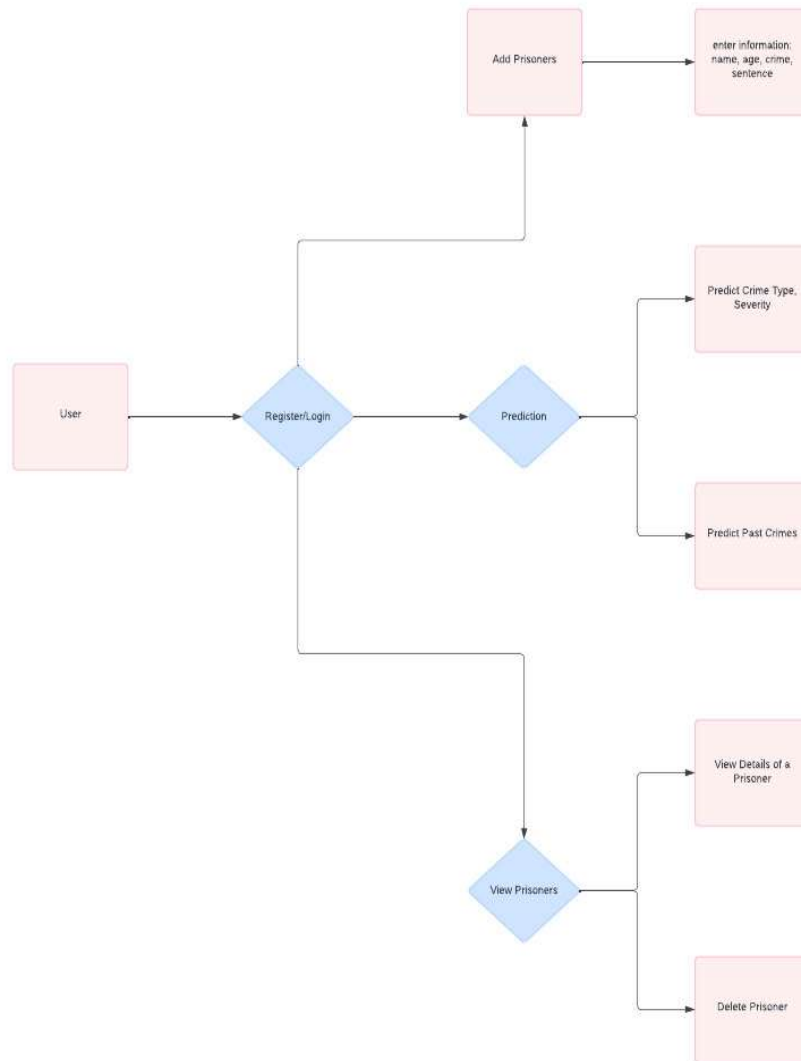 Add Prisoners
enter information:
name, age, crime,
sentence
Predict Crime Type,
Severity
User
Register/Login
Prediction
Predict Past Crimes
View Details of a
Prisoner
View Prisoners
Delete Prisoner